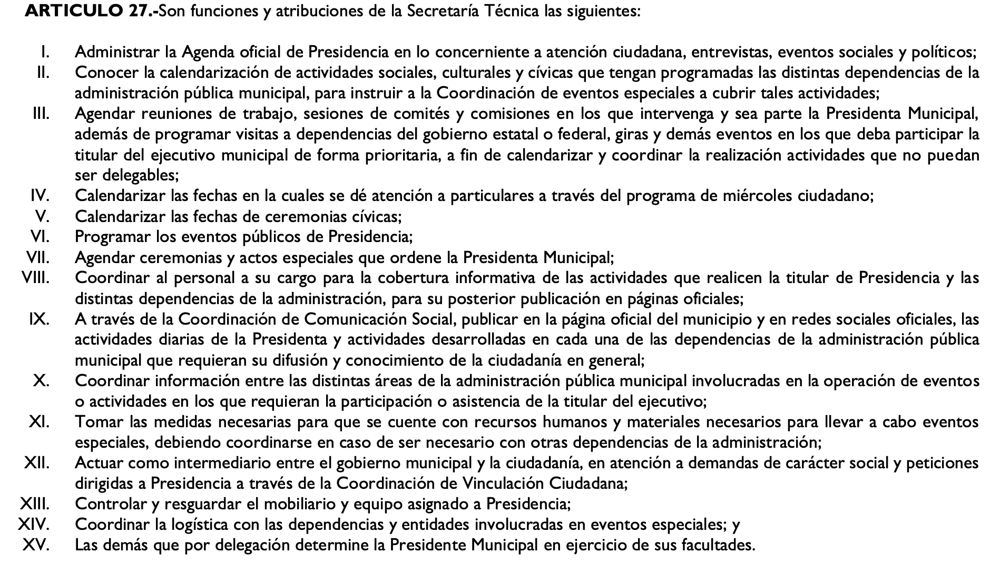 ARTICULO 27.-Son funciones y atribuciones de la Secretaría Técnica las siguientes:
I. Administrar la Agenda oficial de Presidencia en lo concerniente a atención ciudadana, entrevistas, eventos sociales y políticos;
II. Conocer la calendarización de actividades sociales, culturales y cívicas que tengan programadas las distintas dependencias de la
administración pública municipal, para instruir a la Coordinación de eventos especiales a cubrir tales actividades;
III. Agendar reuniones de trabajo, sesiones de comités y comisiones en los que intervenga y sea parte la Presidenta Municipal,
además de programar visitas a dependencias del gobierno estatal o federal, giras y demás eventos en los que deba participar la
titular del ejecutivo municipal de forma prioritaria, a fin de calendarizar y coordinar la realización actividades que no puedan
ser delegables;
IV. Calendarizar las fechas en la cuales se dé atención a particulares a través del programa de miércoles ciudadano;
V. Calendarizar las fechas de ceremonias cívicas;
VI. Programar los eventos públicos de Presidencia;
VII. Agendar ceremonias y actos especiales que ordene la Presidenta Municipal;
VIII. Coordinar al personal a su cargo para la cobertura informativa de las actividades que realicen la titular de Presidencia y las
distintas dependencias de la administración, para su posterior publicación en páginas oficiales;
IX. A través de la Coordinación de Comunicación Social, publicar en la página oficial del municipio y en redes sociales oficiales, las
actividades diarias de la Presidenta y actividades desarrolladas en cada una de las dependencias de la administración pública
municipal que requieran su difusión y conocimiento de la ciudadanía en general;
X. Coordinar información entre las distintas áreas de la administración pública municipal involucradas en la operación de eventos
o actividades en los que requieran la participación o asistencia de la titular del ejecutivo;
XI. Tomar las medidas necesarias para que se cuente con recursos humanos y materiales necesarios para llevar a cabo eventos
especiales, debiendo coordinarse en caso de ser necesario con otras dependencias de la administración;
XII. Actuar como intermediario entre el gobierno municipal y la ciudadanía, en atención a demandas de carácter social y peticiones
dirigidas a Presidencia a través de la Coordinación de Vinculación Ciudadana;
XIII. Controlar y resguardar el mobiliario y equipo asignado a Presidencia;
XIV. Coordinar la logística con las dependencias y entidades involucradas en eventos especiales; y
XV. Las demás que por delegación determine la Presidente Municipal en ejercicio de sus facultades.